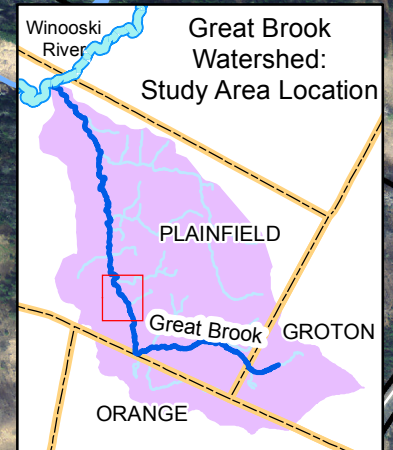 Great Brook
Watershed:
Study Area Location
Winooski
River
PLAINFIELD
Great Brook
GROTON
ORANGE